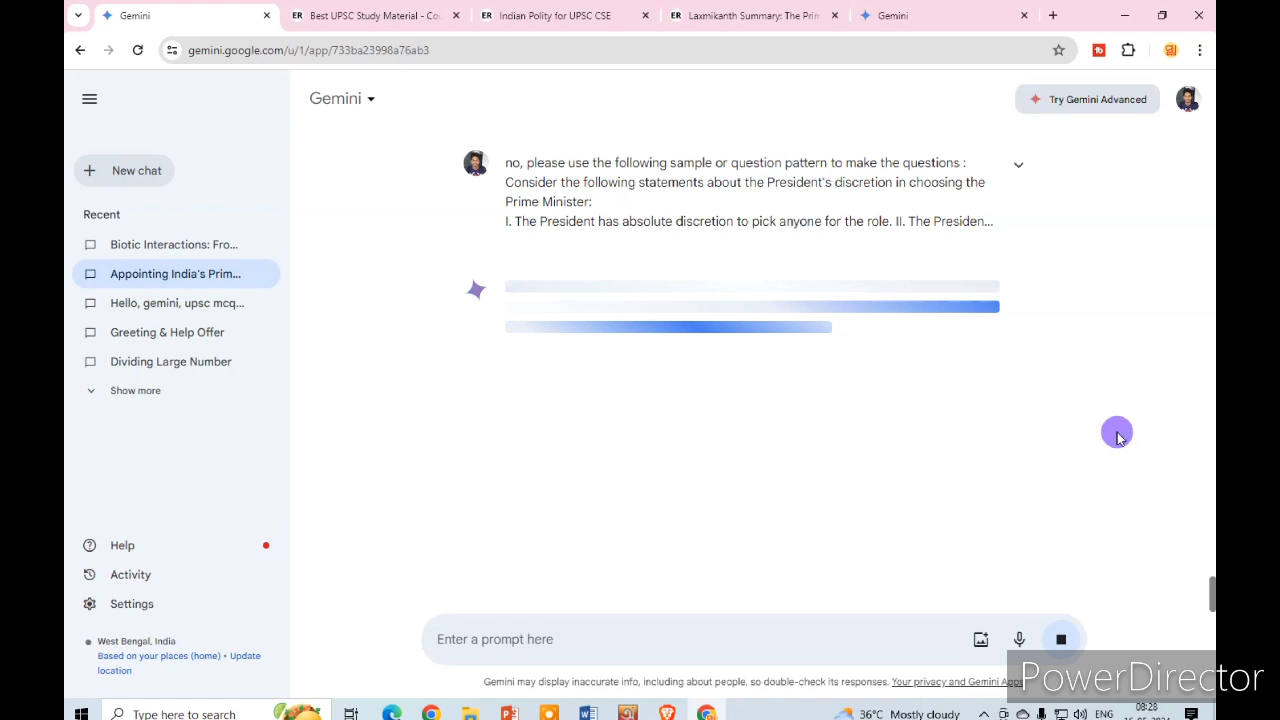 Gemini
Best UPSC Study Material - Co
Indian Polity for UPSC CSE
Laxmikanth Summary: The Prim
Gemini
gemini.google.com/u/1/app/733ba23998a76ab3
Gemini
Try Gemini Advanced
New chat
Recent
Biotic Interactions: Fro...
Appointing India's Prim...
Hello, gemini, upsc mcq...
Greeting & Help Offer
Dividing Large Number
Show more
no, please use the following sample or question pattern to make the questions :
Consider the following statements about the President's discretion in choosing the
Prime Minister:
I. The President has absolute discretion to pick anyone for the role. II. The Presiden...
Help
Activity
Settings
West Bengal, India
Based on your places (home) • Update
location
Enter a prompt here
Gemini may display inaccurate info, including about people, so double-check its responses. Your privacy and Gemini Apps
PowerDirector
Type here to search
36°C Mostly cloudy
ENG
08:28